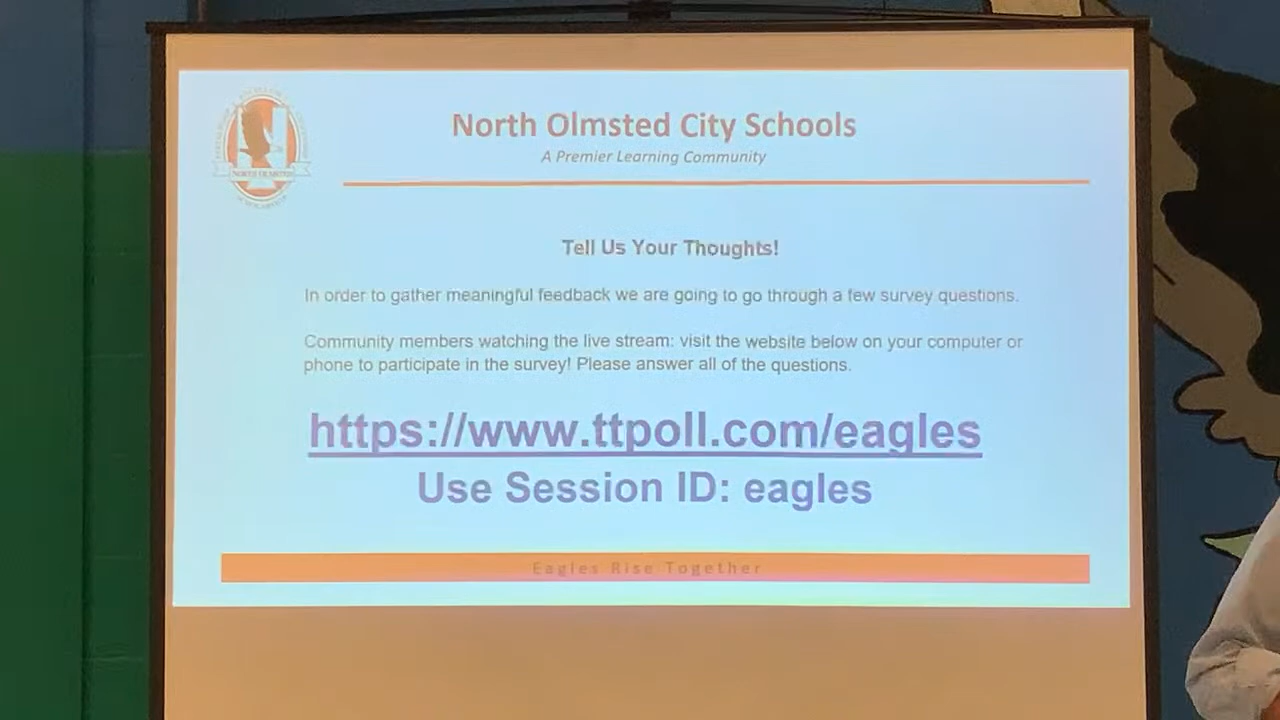 North Olmsted City Schools
A Premier Learning Community
NORTH OLMSTED
Tell Us Your Thoughts!
In order to gather meaningful feedback we are going to go through a few survey questions.
Community members watching the live stream: visit the website below on your computer or
phone to participate in the survey! Please answer all of the questions.
https://www.ttpoll.com/eagles
Use Session ID: eagles
Eagles Rise Together